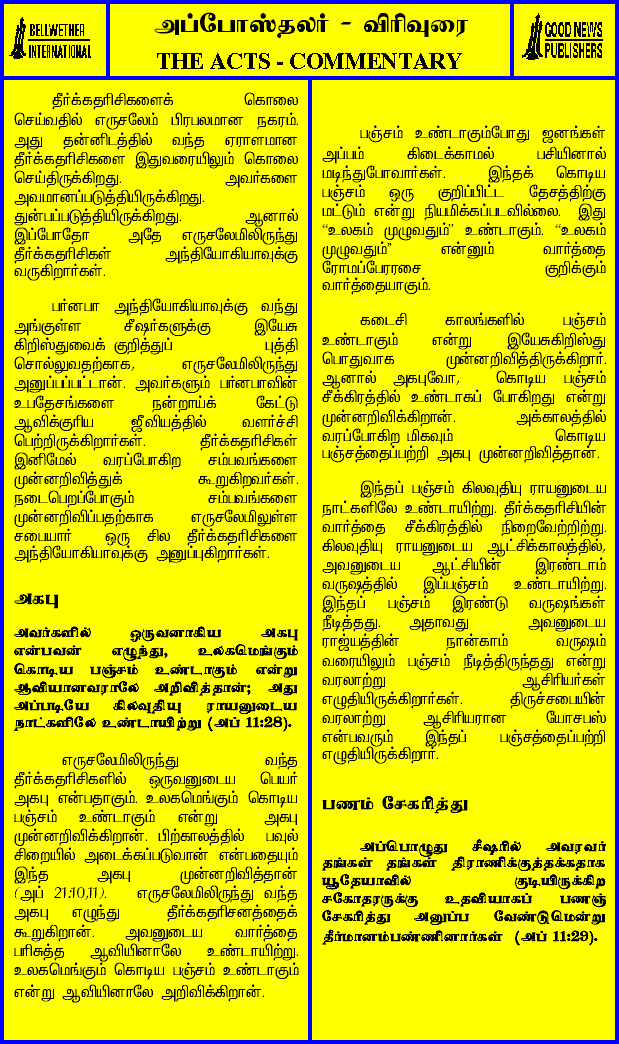 BELLWETHER
INTERNATIONAL
அப்போஸ்தலர் - விரிவுரை
THE ACTS - COMMENTARY
GOOD NEWS
PUBLISHERS
தீர்க்கதரிசிகளைக் கொலை
செய்வதில் எருசலேம் பிரபலமான நகரம்.
அது தன்னிடத்தில் வந்த ஏராளமான
தீர்க்கதரிசிகளை இதுவரையிலும் கொலை
செய்திருக்கிறது. அவர்களை
அவமானப்படுத்தியிருக்கிறது.
துன்பப்படுத்தியிருக்கிறது. ஆனால்
இப்போதோ அதே எருசலேமிலிருந்து
தீர்க்கதரிசிகள் அந்தியோகியாவுக்கு
வருகிறார்கள்.
பர்னபா அந்தியோகியாவுக்கு வந்து
அங்குள்ள சீஷர்களுக்கு இயேசு
கிறிஸ்துவைக் குறித்துப் புத்தி
சொல்லுவதற்காக, எருசலேமிலிருந்து
அனுப்பப்பட்டான். அவர்களும் பர்னபாவின்
உபதேசங்களை நன்றாய்க் கேட்டு
ஆவிக்குரிய ஜீவியத்தில் வளர்ச்சி
பெற்றிருக்கிறார்கள். தீர்க்கதரிசிகள்
இனிமேல் வரப்போகிற சம்பவங்களை
முன்னறிவித்துக் கூறுகிறவர்கள்.
நடைபெறப்போகும் சம்பவங்களை
முன்னறிவிப்பதற்காக எருசலேமிலுள்ள
சபையார் ஒரு சில தீர்க்கதரிசிகளை
அந்தியோகியாவுக்கு அனுப்புகிறார்கள்.
அகபு
அவர்களில் ஒருவனாகிய அகபு
என்பவன் எழுந்து, உலகமெங்கும்
கொடிய பஞ்சம் உண்டாகும் என்று
ஆவியானவராலே அறிவித்தான்; அது
அப்படியே கிலவுதியு ராயனுடைய
நாட்களிலே உண்டாயிற்று (அப் 11:28).
எருசலேமிலிருந்து வந்த
தீர்க்கதரிசிகளில் ஒருவனுடைய பெயர்
அகபு என்பதாகும். உலகமெங்கும் கொடிய
பஞ்சம் உண்டாகும் என்று அகபு
முன்னறிவிக்கிறான். பிற்காலத்தில் பவுல்
சிறையில் அடைக்கப்படுவான் என்பதையும்
இந்த அகபு முன்னறிவித்தான்
(அப் 21:10,11). எருசலேமிலிருந்து வந்த
அகபு எழுந்து தீர்க்கதரிசனத்தைக்
கூறுகிறான். அவனுடைய வார்த்தை
பரிசுத்த ஆவியினாலே உண்டாயிற்று.
உலகமெங்கும் கொடிய பஞ்சம் உண்டாகும்
என்று ஆவியினாலே அறிவிக்கிறான்.
பஞ்சம் உண்டாகும்போது ஜனங்கள்
அப்பம் கிடைக்காமல் பசியினால்
மடிந்துபோவார்கள். இந்தக் கொடிய
பஞ்சம் ஒரு குறிப்பிட்ட தேசத்திற்கு
மட்டும் என்று நியமிக்கப்படவில்லை. இது
“உலகம் முழுவதும்” உண்டாகும். “உலகம்
முழுவதும்” என்னும் வார்த்தை
ரோமப்பேரரசை குறிக்கும்
வார்த்தையாகும்.
கடைசி காலங்களில் பஞ்சம்
உண்டாகும் என்று இயேசுகிறிஸ்து
பொதுவாக முன்னறிவித்திருக்கிறார்.
ஆனால் அகபுவோ, கொடிய பஞ்சம்
சீக்கிரத்தில் உண்டாகப் போகிறது என்று
முன்னறிவிக்கிறான். அக்காலத்தில்
வரப்போகிற மிகவும் கொடிய
பஞ்சத்தைப்பற்றி அகபு முன்னறிவித்தான்.
இந்தப் பஞ்சம் கிலவுதியு ராயனுடைய
நாட்களிலே உண்டாயிற்று. தீர்க்கதரிசியின்
வார்த்தை சீக்கிரத்தில் நிறைவேற்றிற்று.
கிலவுதியு ராயனுடைய ஆட்சிக்காலத்தில்,
அவனுடைய ஆட்சியின் இரண்டாம்
வருஷத்தில் இப்பஞ்சம் உண்டாயிற்று.
இந்தப் பஞ்சம் இரண்டு வருஷங்கள்
நீடித்தது. அதாவது அவனுடைய
ராஜ்யத்தின் நான்காம் வருஷம்
வரையிலும் பஞ்சம் நீடித்திருந்தது என்று
வரலாற்று ஆசிரியர்கள்
எழுதியிருக்கிறார்கள். திருச்சபையின்
வரலாற்று ஆசிரியரான யோசபஸ்
என்பவரும் இந்தப் பஞ்சத்தைப்பற்றி
எழுதியிருக்கிறார்.
பணம் சேகரித்து
அப்பொழுது சீஷரில் அவரவர்
தங்கள் தங்கள் திராணிக்குத்தக்கதாக
யூதேயாவில் குடியிருக்கிற
சகோதரருக்கு உதவியாகப் பணஞ்
சேகரித்து அனுப்ப வேண்டுமென்று
தீர்மானம்பண்ணினார்கள் (அப் 11:29).